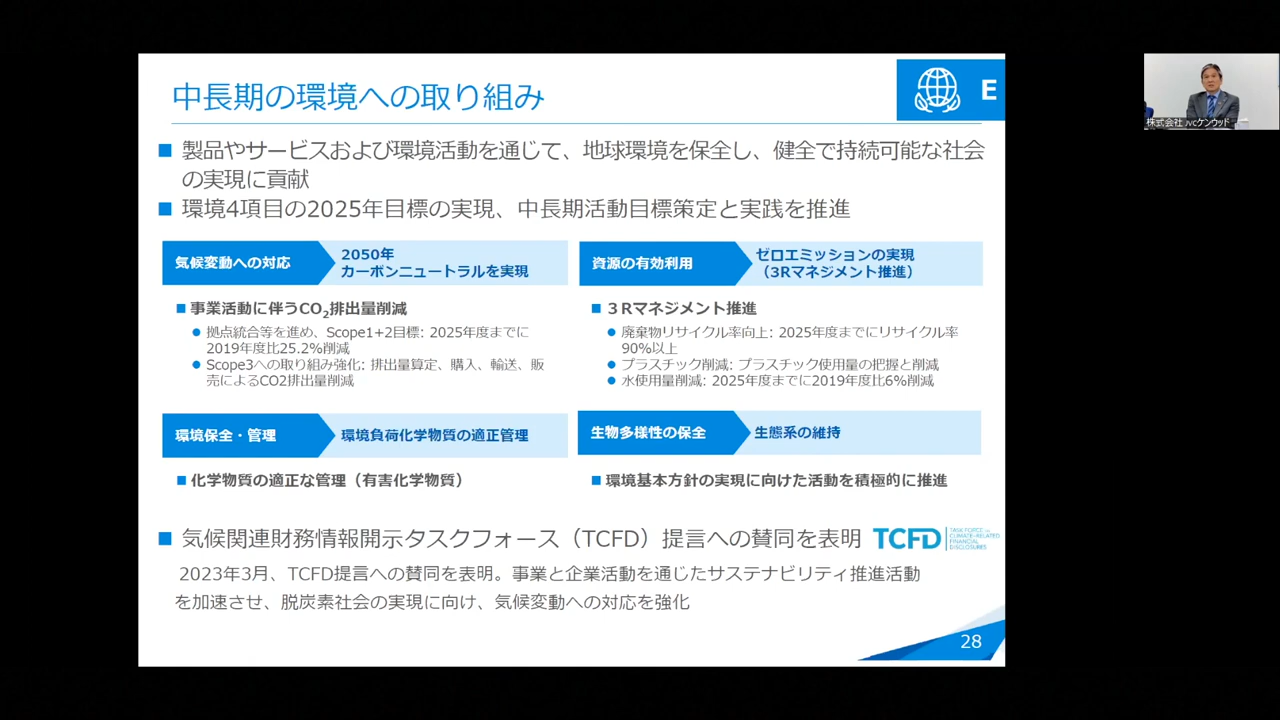 中長期の環境への取り組み
E
株式会社 JVCケンウッド
■ 製品やサービスおよび環境活動を通じて、地球環境を保全し、健全で持続可能な社会
の実現に貢献
■ 環境4項目の2025年目標の実現、中長期活動目標策定と実践を推進
気候変動への対応
2050年
カーボンニュートラルを実現
■ 事業活動に伴うCO2排出量削減
● 拠点統合等を進め、Scope1+2目標: 2025年度までに
2019年度比25.2%削減
● Scope3への取り組み強化: 排出量算定、購入、輸送、販
売によるCO2排出量削減
資源の有効利用
ゼロエミッションの実現
（3Rマネジメント推進）
■ ３Rマネジメント推進
● 廃棄物リサイクル率向上: 2025年度までにリサイクル率
90%以上
● プラスチック削減: プラスチック使用量の把握と削減
● 水使用量削減: 2025年度までに2019年度比6%削減
環境保全・管理
環境負荷化学物質の適正管理
■ 化学物質の適正な管理（有害化学物質）
生物多様性の保全
生態系の維持
■ 環境基本方針の実現に向けた活動を積極的に推進
■ 気候関連財務情報開示タスクフォース（TCFD）提言への賛同を表明
TCFD
TASK FORCE ON
CLIMATE-RELATED
FINANCIAL
DISCLOSURES
2023年3月、TCFD提言への賛同を表明。事業と企業活動を通じたサステナビリティ推進活動
を加速させ、脱炭素社会の実現に向け、気候変動への対応を強化
28